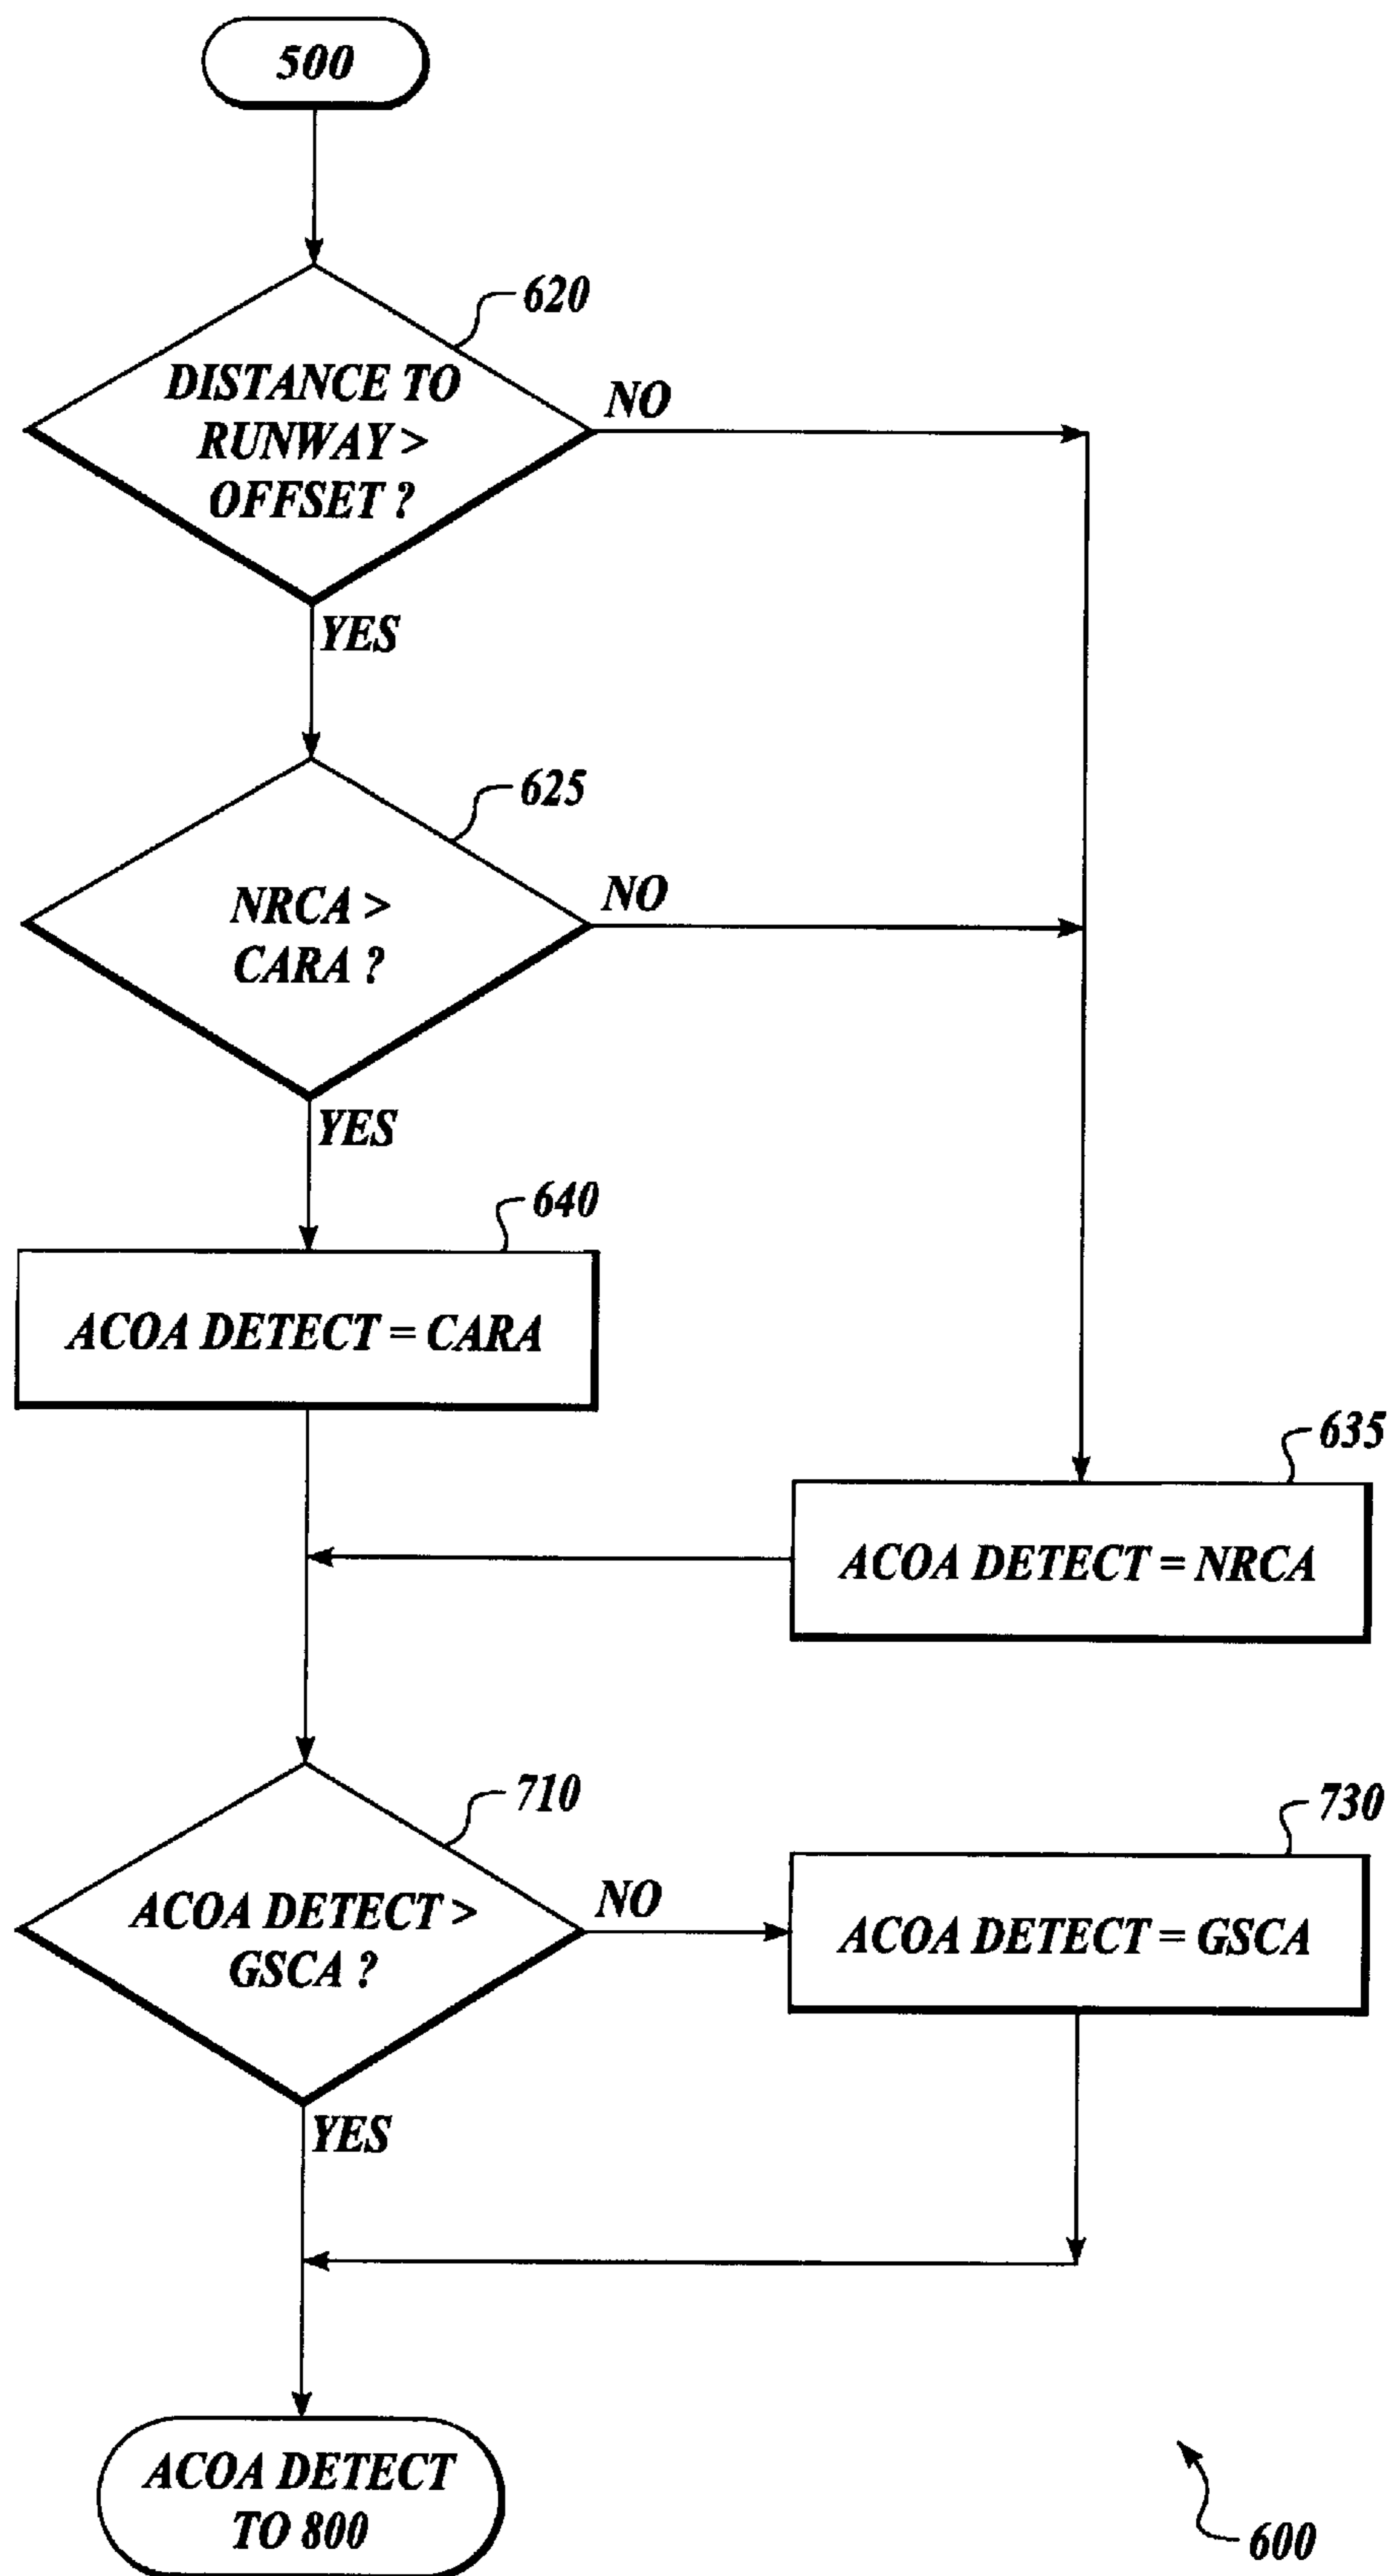 500
620
DISTANCE TO
RUNWAY >
OFFSET ?
NO
YES
625
NRCA >
CARA ?
NO
YES
640
ACOA DETECT = CARA
635
ACOA DETECT = NRCA
710
ACOA DETECT >
GSCA ?
NO
YES
730
ACOA DETECT = GSCA
ACOA DETECT
TO 800
600